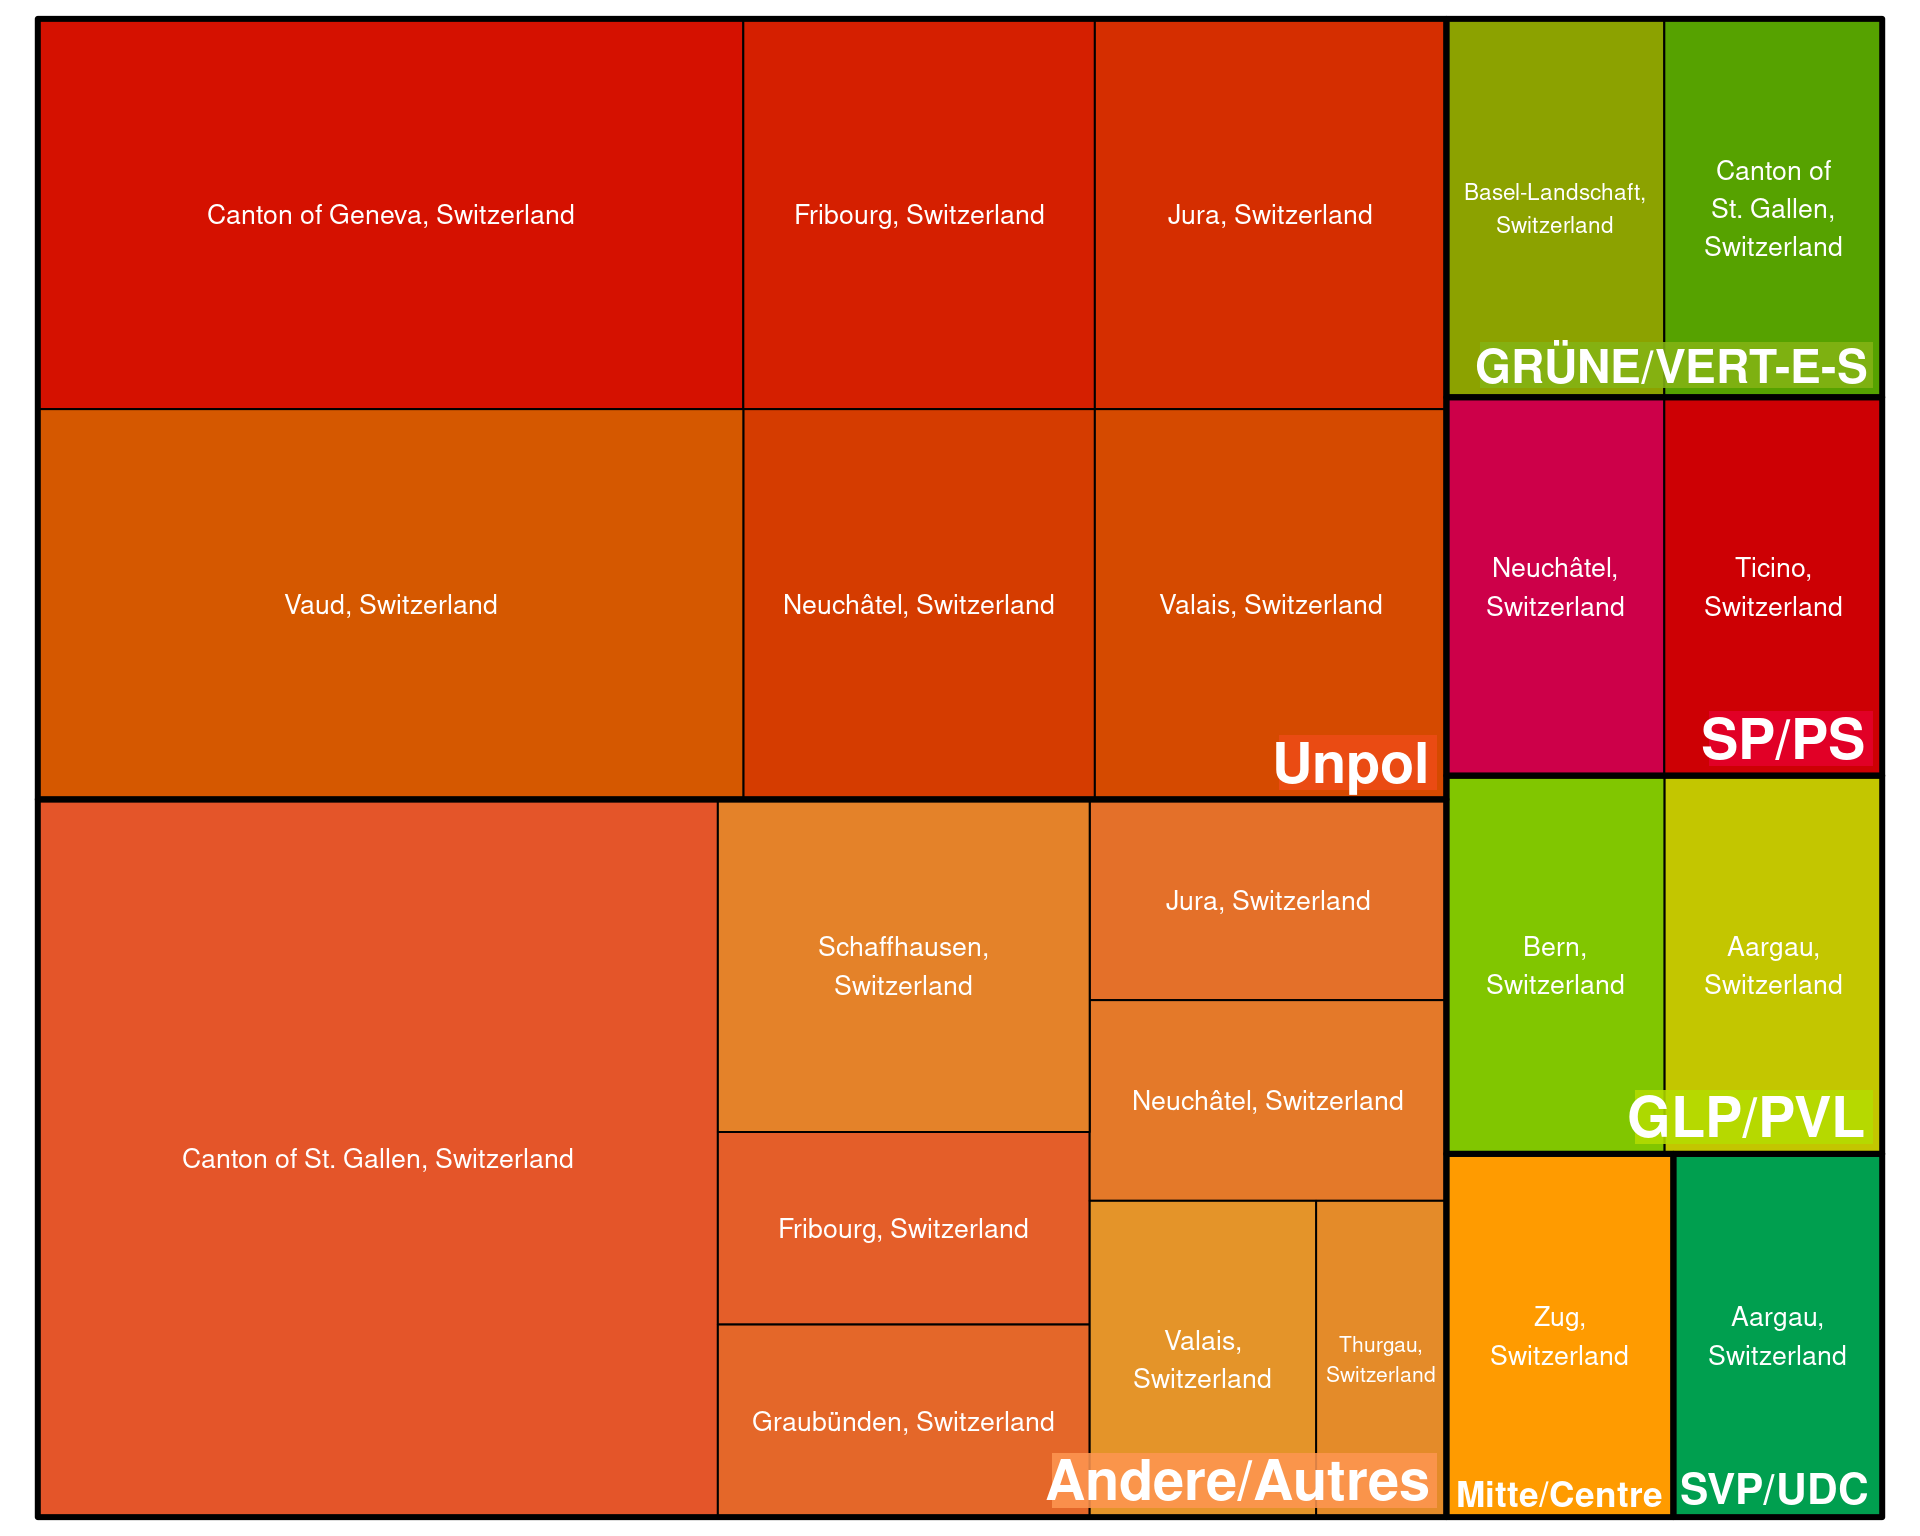 Canton of Geneva, Switzerland
Fribourg, Switzerland
Jura, Switzerland
Vaud, Switzerland
Neuchâtel, Switzerland
Valais, Switzerland
Unpol
Canton of St. Gallen, Switzerland
Schaffhausen,
Switzerland
Fribourg, Switzerland
Graubünden, Switzerland
Jura, Switzerland
Neuchâtel, Switzerland
Valais,
Switzerland
Thurgau,
Switzerland
Andere/Autres
Basel-Landschaft,
Switzerland
Canton of
St. Gallen,
Switzerland
GRÜNE/VERT-E-S
Neuchâtel,
Switzerland
Ticino,
Switzerland
SP/PS
Bern,
Switzerland
Aargau,
Switzerland
GLP/PVL
Zug,
Switzerland
Mitte/Centre
Aargau,
Switzerland
SVP/UDC